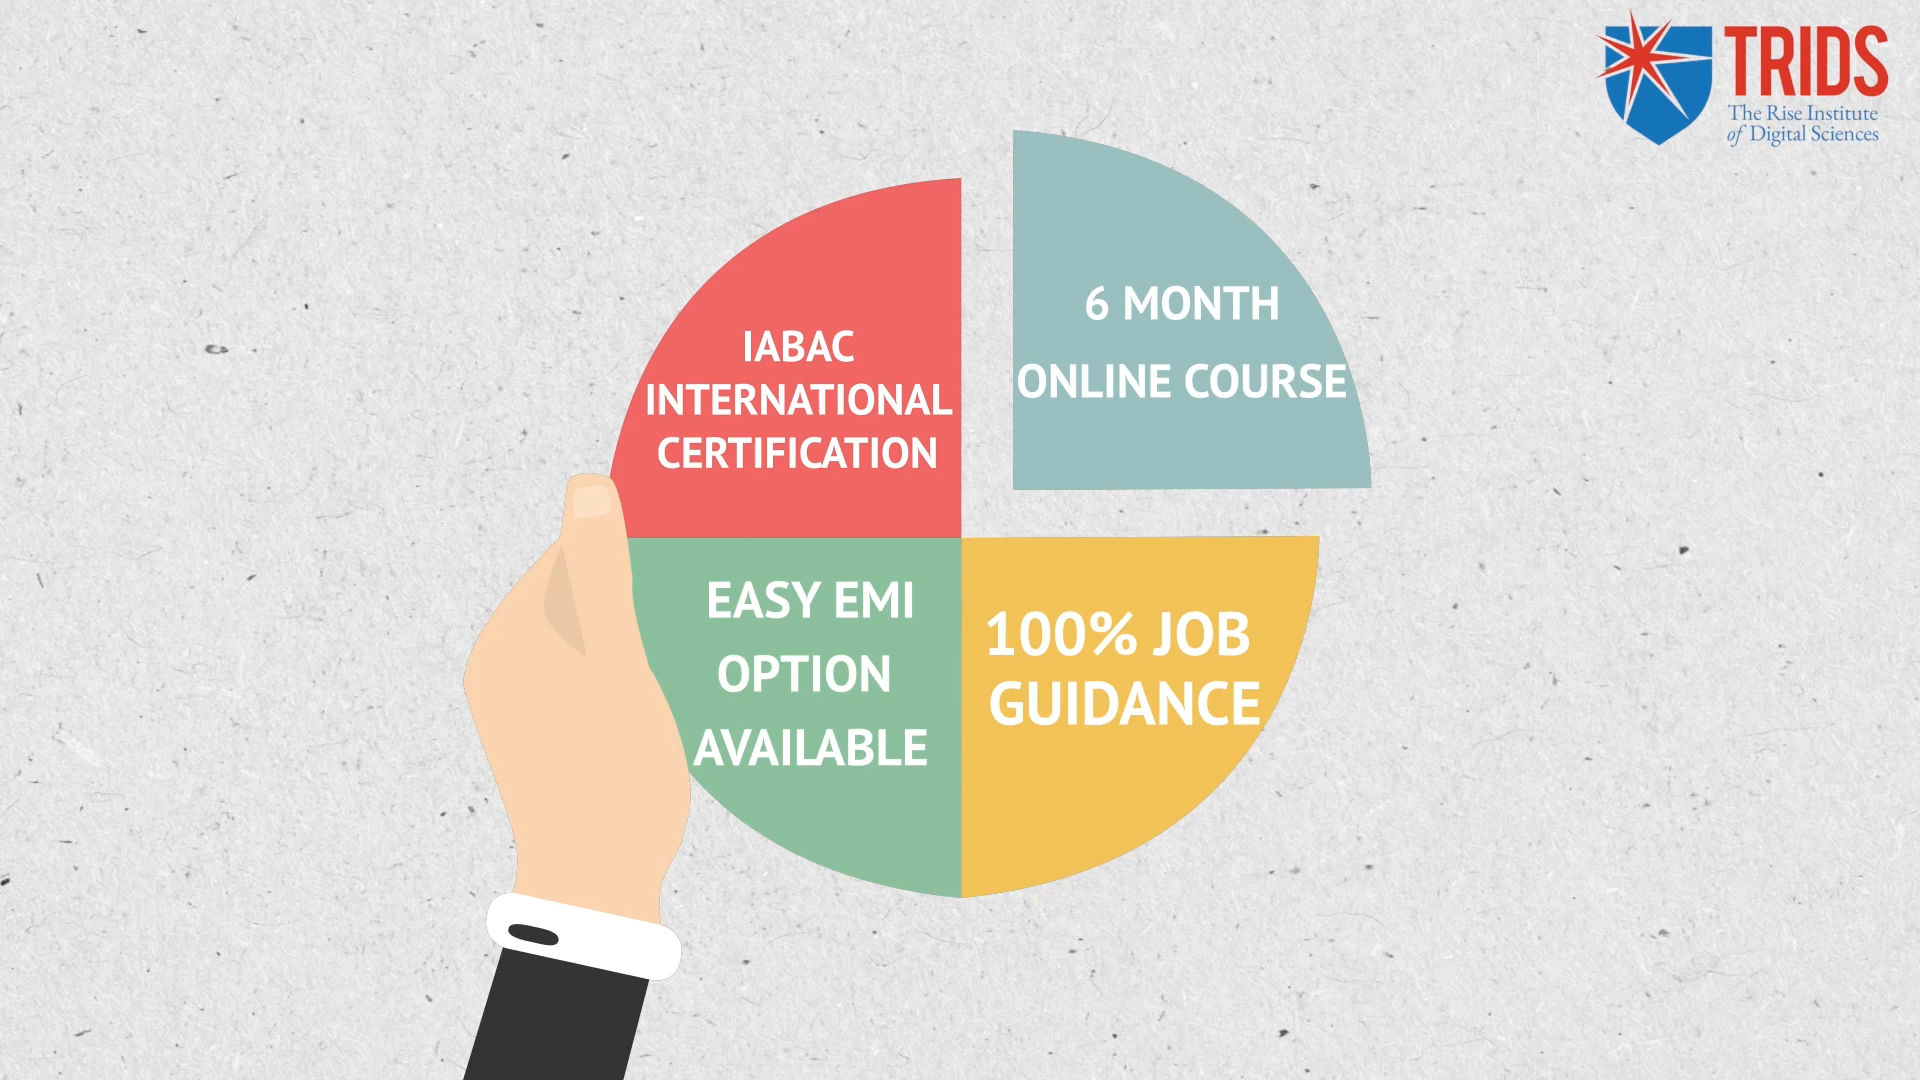 TRIDS
The Rise Institute
of Digital Sciences
6 MONTH
ONLINE COURSE
IABAC
INTERNATIONAL
CERTIFICATION
EASY EMI
OPTION
AVAILABLE
100% JOB
GUIDANCE